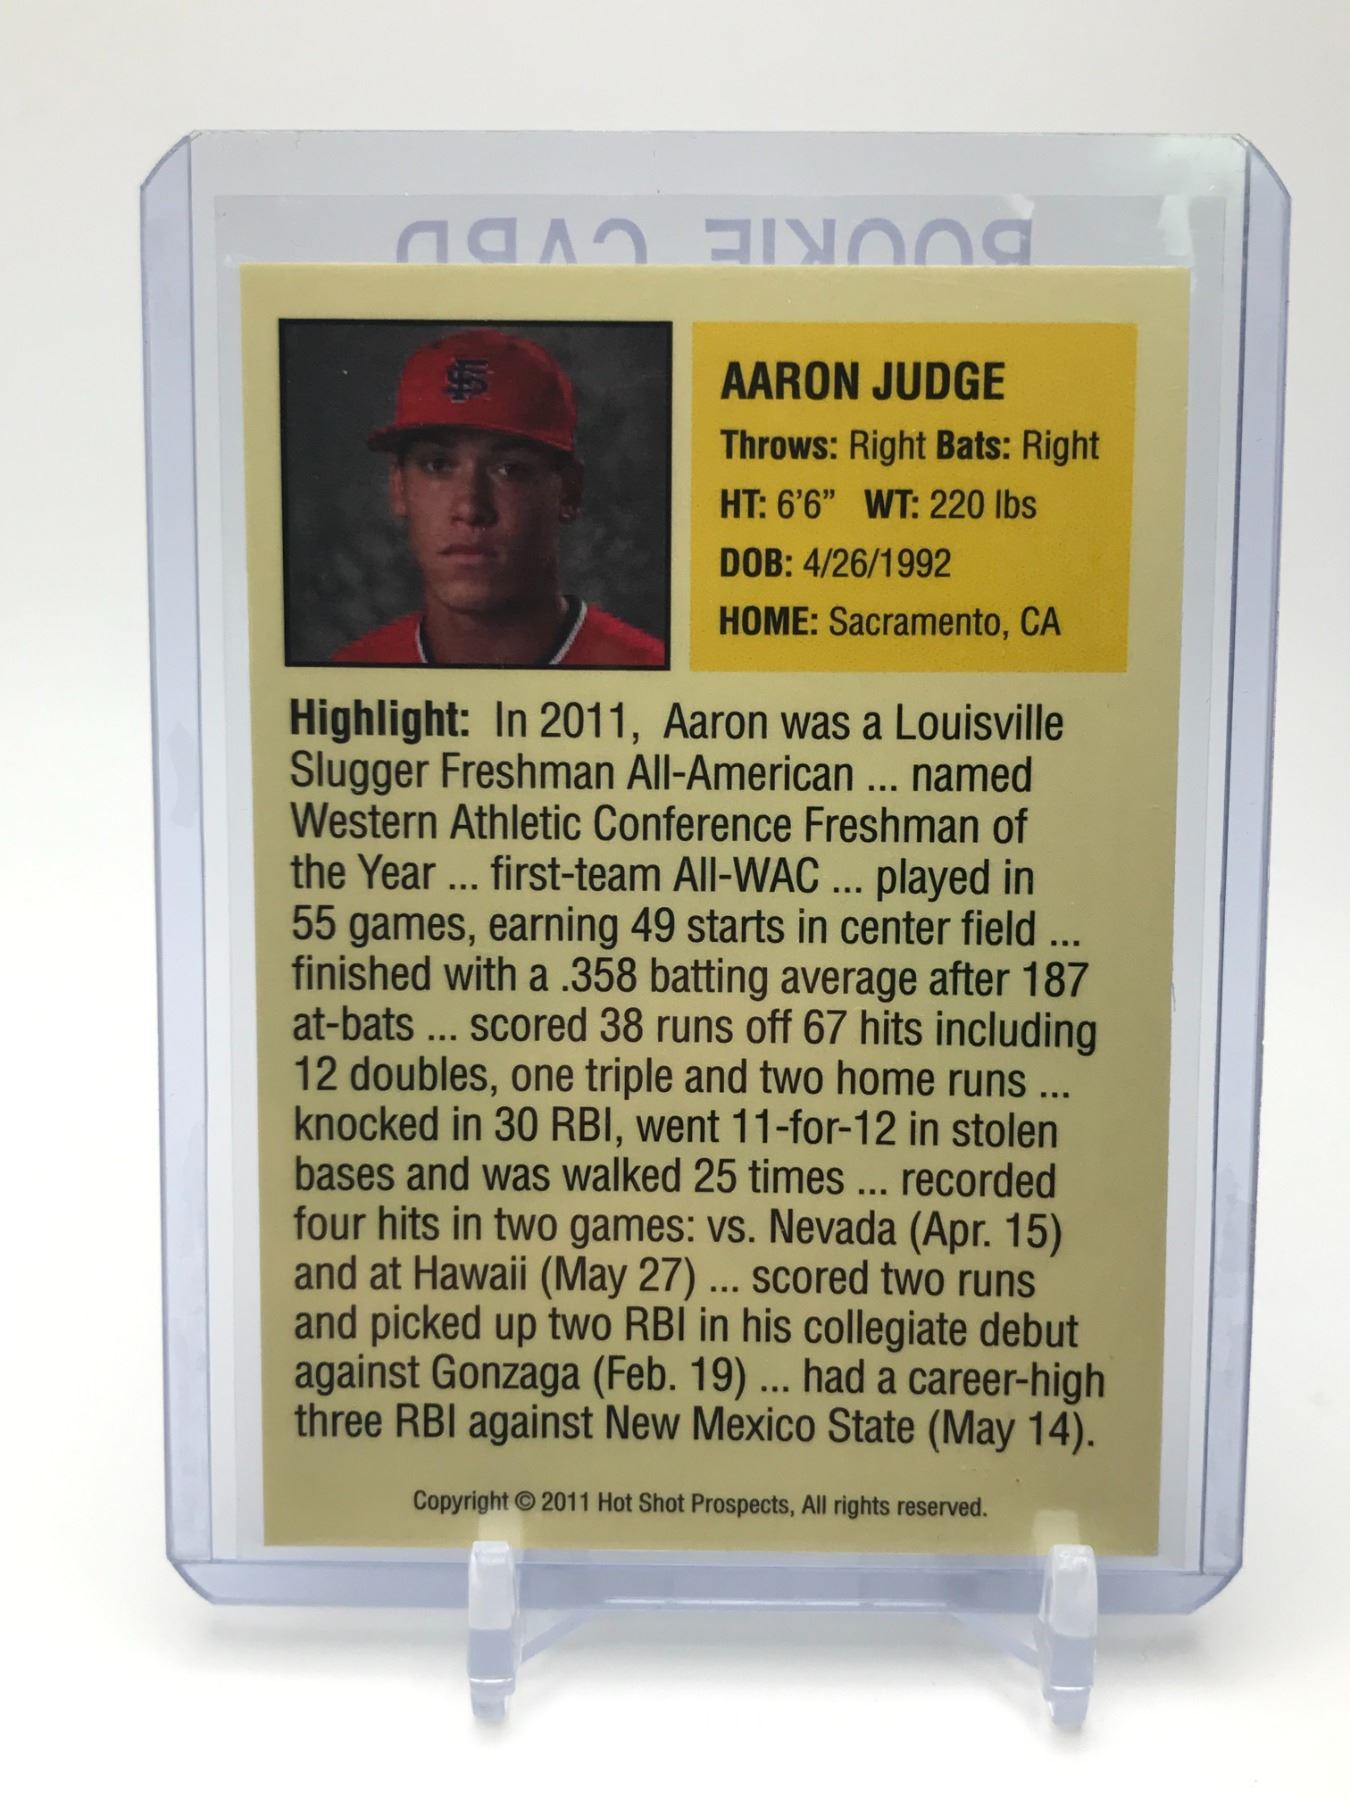 ROOKIE CARD
FS
AARON JUDGE
Throws: Right Bats: Right
HT: 6'6” WT: 220 lbs
DOB: 4/26/1992
HOME: Sacramento, CA
Highlight: In 2011, Aaron was a Louisville
Slugger Freshman All-American ... named
Western Athletic Conference Freshman of
the Year ... first-team All-WAC ... played in
55 games, earning 49 starts in center field ...
finished with a .358 batting average after 187
at-bats ... scored 38 runs off 67 hits including
12 doubles, one triple and two home runs ...
knocked in 30 RBI, went 11-for-12 in stolen
bases and was walked 25 times ... recorded
four hits in two games: vs. Nevada (Apr. 15)
and at Hawaii (May 27) ... scored two runs
and picked up two RBI in his collegiate debut
against Gonzaga (Feb. 19) ... had a career-high
three RBI against New Mexico State (May 14).
Copyright © 2011 Hot Shot Prospects, All rights reserved.